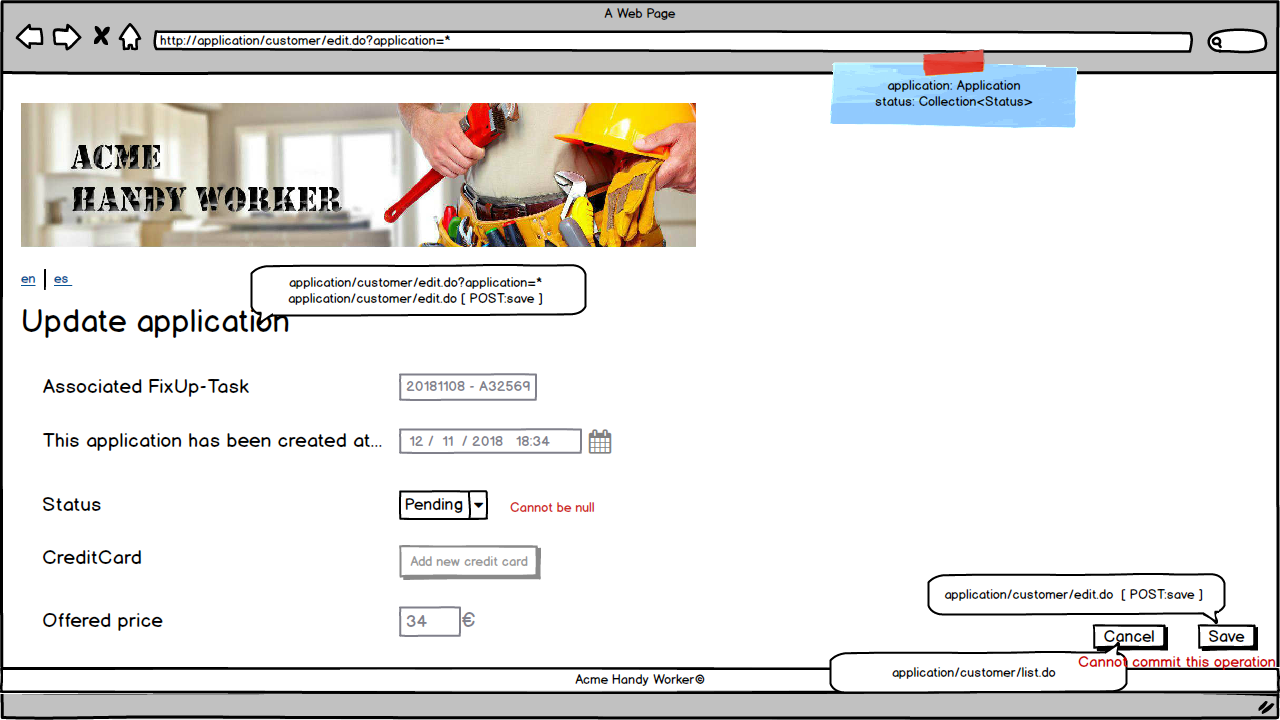 A Web Page
http://application/customer/edit.do?application=*
application: Application
status: Collection<Status>
ACME
HANDY WORKER
en | es
application/customer/edit.do?application=*
application/customer/edit.do [ POST:save ]
Update application
Associated FixUp-Task 20181108 - A32569
This application has been created at... 12 / 11 / 2018 18:34
Status Pending Cannot be null
CreditCard Add new credit card
application/customer/edit.do [ POST:save ]
Offered price 34 €
Cancel Save
Cannot commit this operation
application/customer/list.do
Acme Handy Worker©